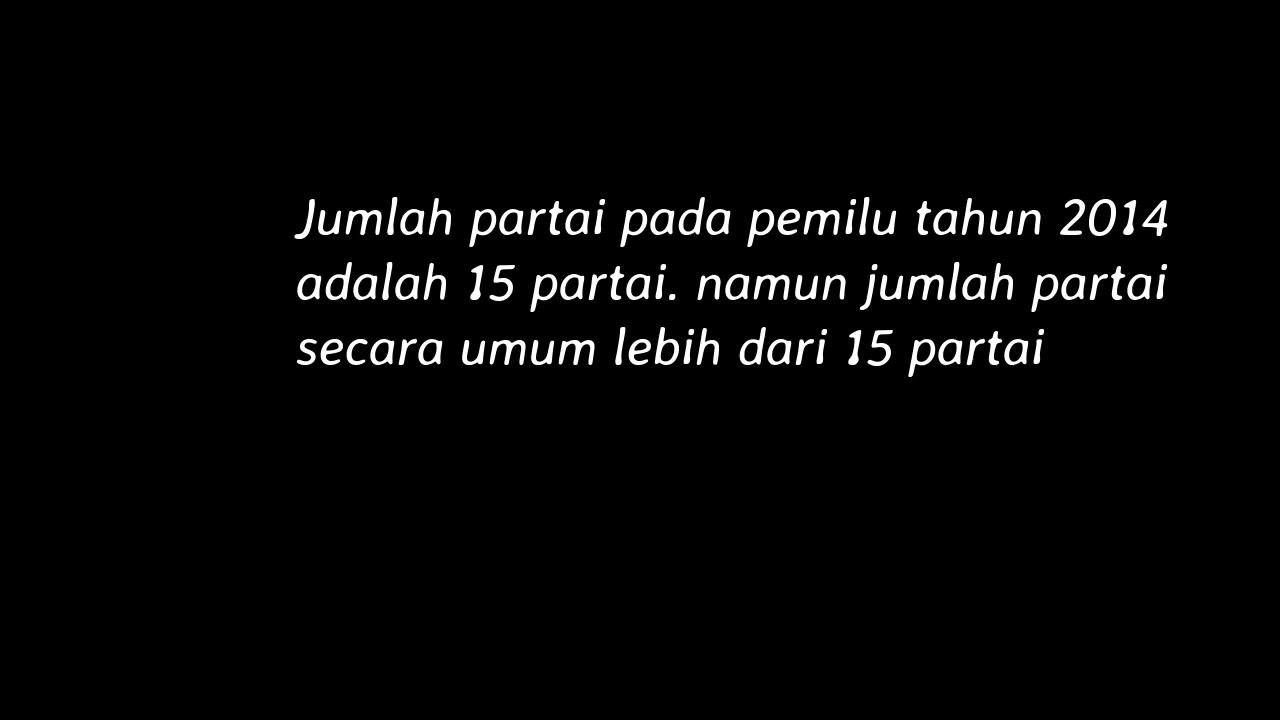 Jumlah partai pada pemilu tahun 2014
adalah 15 partai. namun jumlah partai
secara umum lebih dari 15 partai